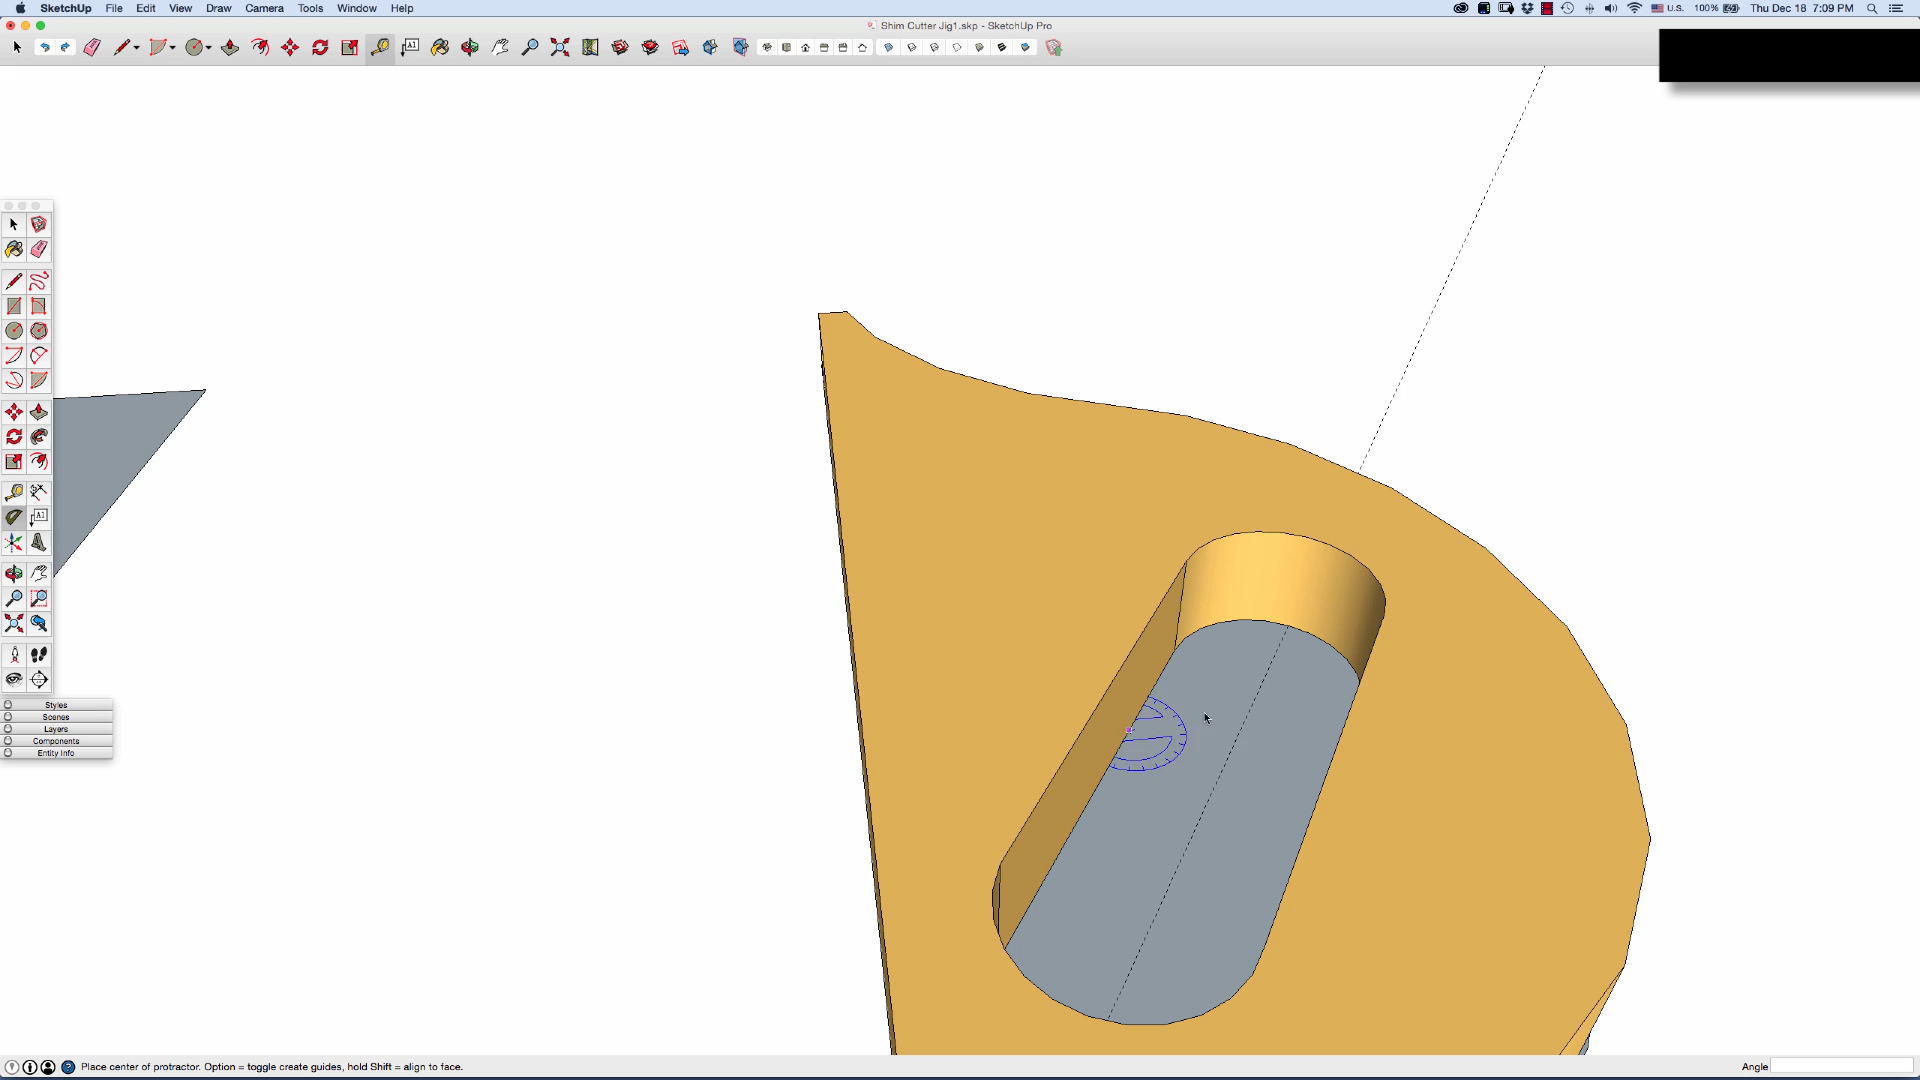 SketchUp File Edit View Draw Camera Tools Window Help
U.S. 100% Thu Dec 18 7:09 PM
Shim Cutter Jig1.skp - SketchUp Pro
A1
A1
Styles
Scenes
Layers
Components
Entity Info
Place center of protractor. Option = toggle create guides, hold Shift = align to face.
Angle